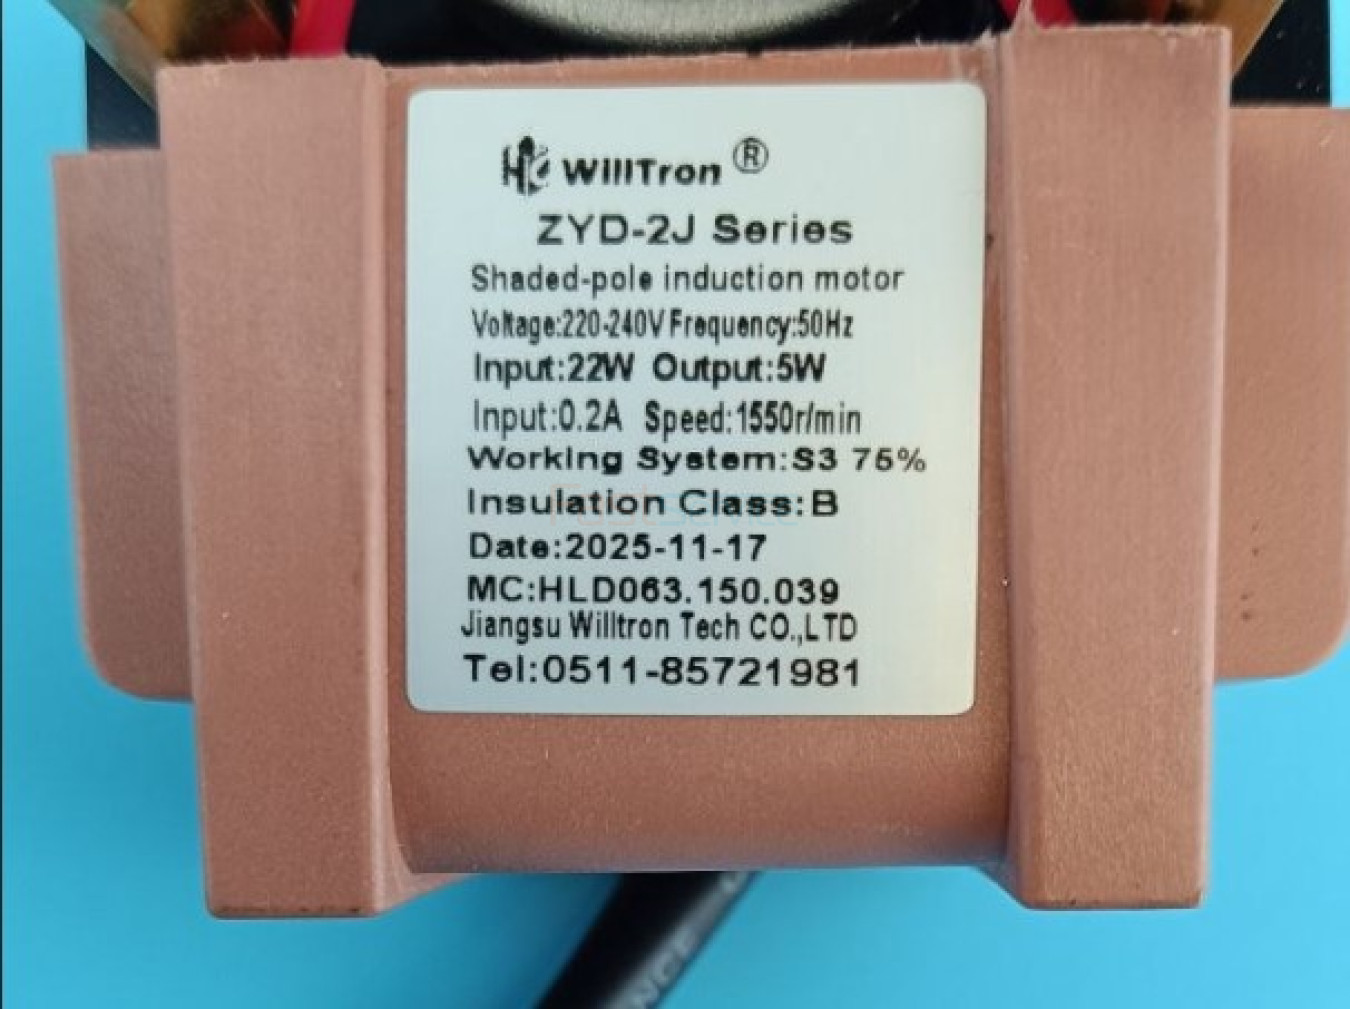 WillTron ®
ZYD-2J Series
Shaded-pole induction motor
Voltage:220-240V Frequency:50Hz
Input:22W Output:5W
Input:0.2A Speed:1550r/min
Working System:S3 75%
Insulation Class:B
Date:2025-11-17
MC:HLD063.150.039
Jiangsu Willtron Tech CO.,LTD
Tel:0511-85721981